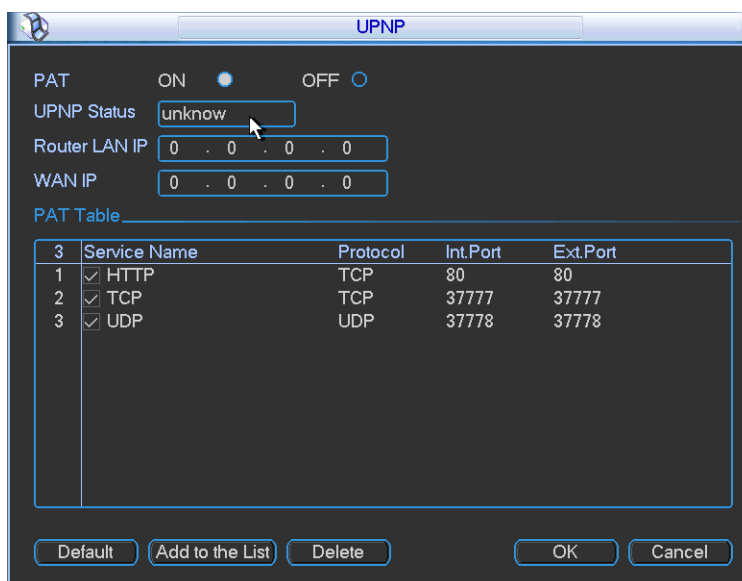 UPNP
PAT ON OFF
UPNP Status unknow
Router LAN IP 0 . 0 . 0 . 0
WAN IP 0 . 0 . 0 . 0
PAT Table
3 Service Name Protocol Int.Port Ext.Port
1 HTTP TCP 80 80
2 TCP TCP 37777 37777
3 UDP UDP 37778 37778
Default Add to the List Delete OK Cancel